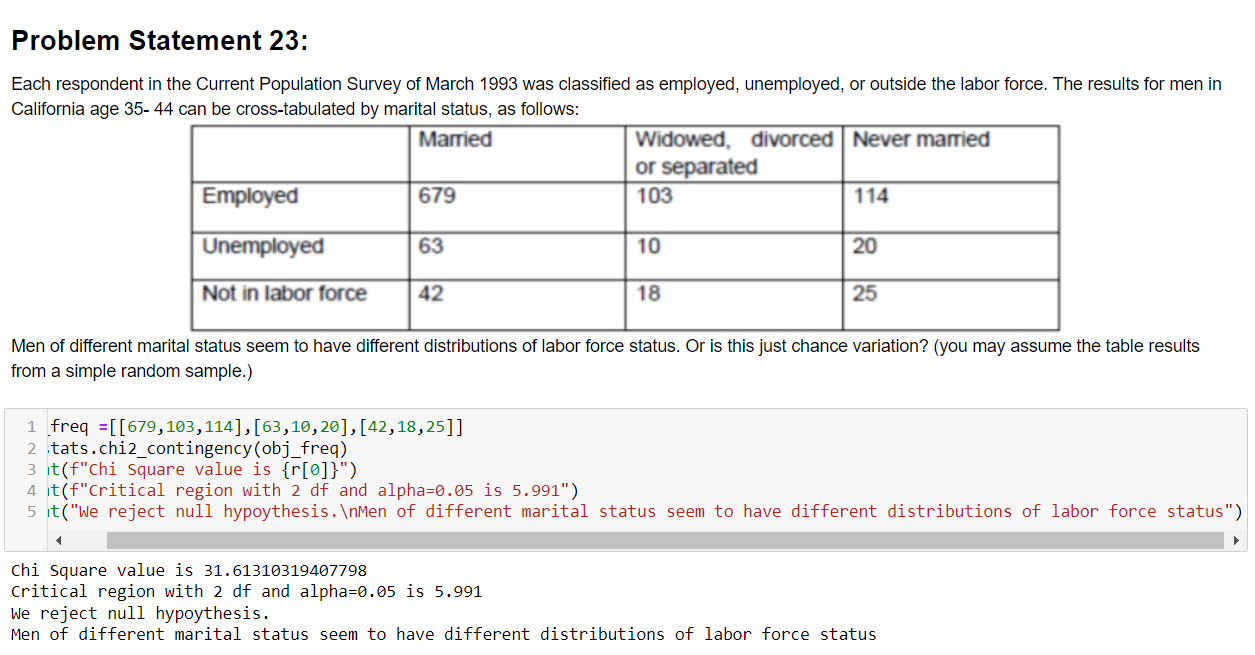 Problem Statement 23:
Each respondent in the Current Population Survey of March 1993 was classified as employed, unemployed, or outside the labor force. The results for men in
California age 35- 44 can be cross-tabulated by marital status, as follows:
Married Widowed, divorced or separated Never married
Employed 679 103 114
Unemployed 63 10 20
Not in labor force 42 18 25
Men of different marital status seem to have different distributions of labor force status. Or is this just chance variation? (you may assume the table results
from a simple random sample.)
1 _freq =[[679,103,114],[63,10,20],[42,18,25]]
2 tats.chi2_contingency(obj_freq)
3 it(f"Chi Square value is {r[0]}")
4 it(f"Critical region with 2 df and alpha=0.05 is 5.991")
5 it("We reject null hypoythesis.\nMen of different marital status seem to have different distributions of labor force status")
Chi Square value is 31.61310319407798
Critical region with 2 df and alpha=0.05 is 5.991
We reject null hypoythesis.
Men of different marital status seem to have different distributions of labor force status